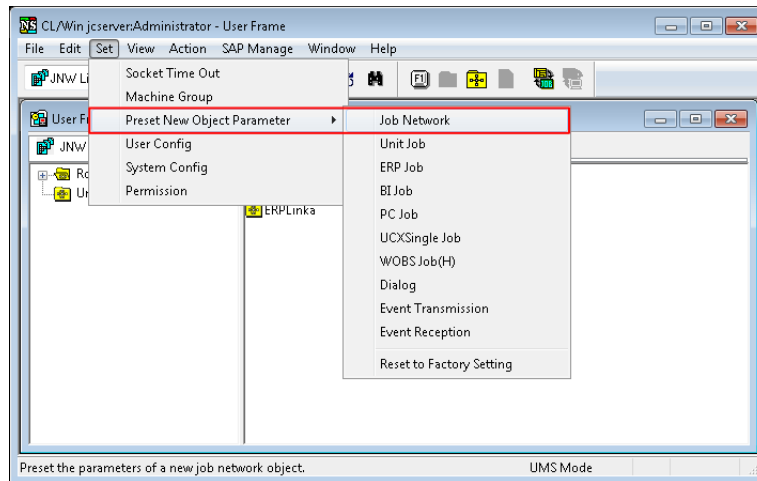 CL/Win jcserver:Administrator - User Frame
File Edit Set View Action SAP Manage Window Help
JNW Li
Socket Time Out
Machine Group
Preset New Object Parameter
User Config
System Config
Permission
User Fr
JNW
Ro
Un
ERPLinka
Job Network
Unit Job
ERP Job
BI Job
PC Job
UCXSingle Job
WOBS Job(H)
Dialog
Event Transmission
Event Reception
Reset to Factory Setting
Preset the parameters of a new job network object.
UMS Mode